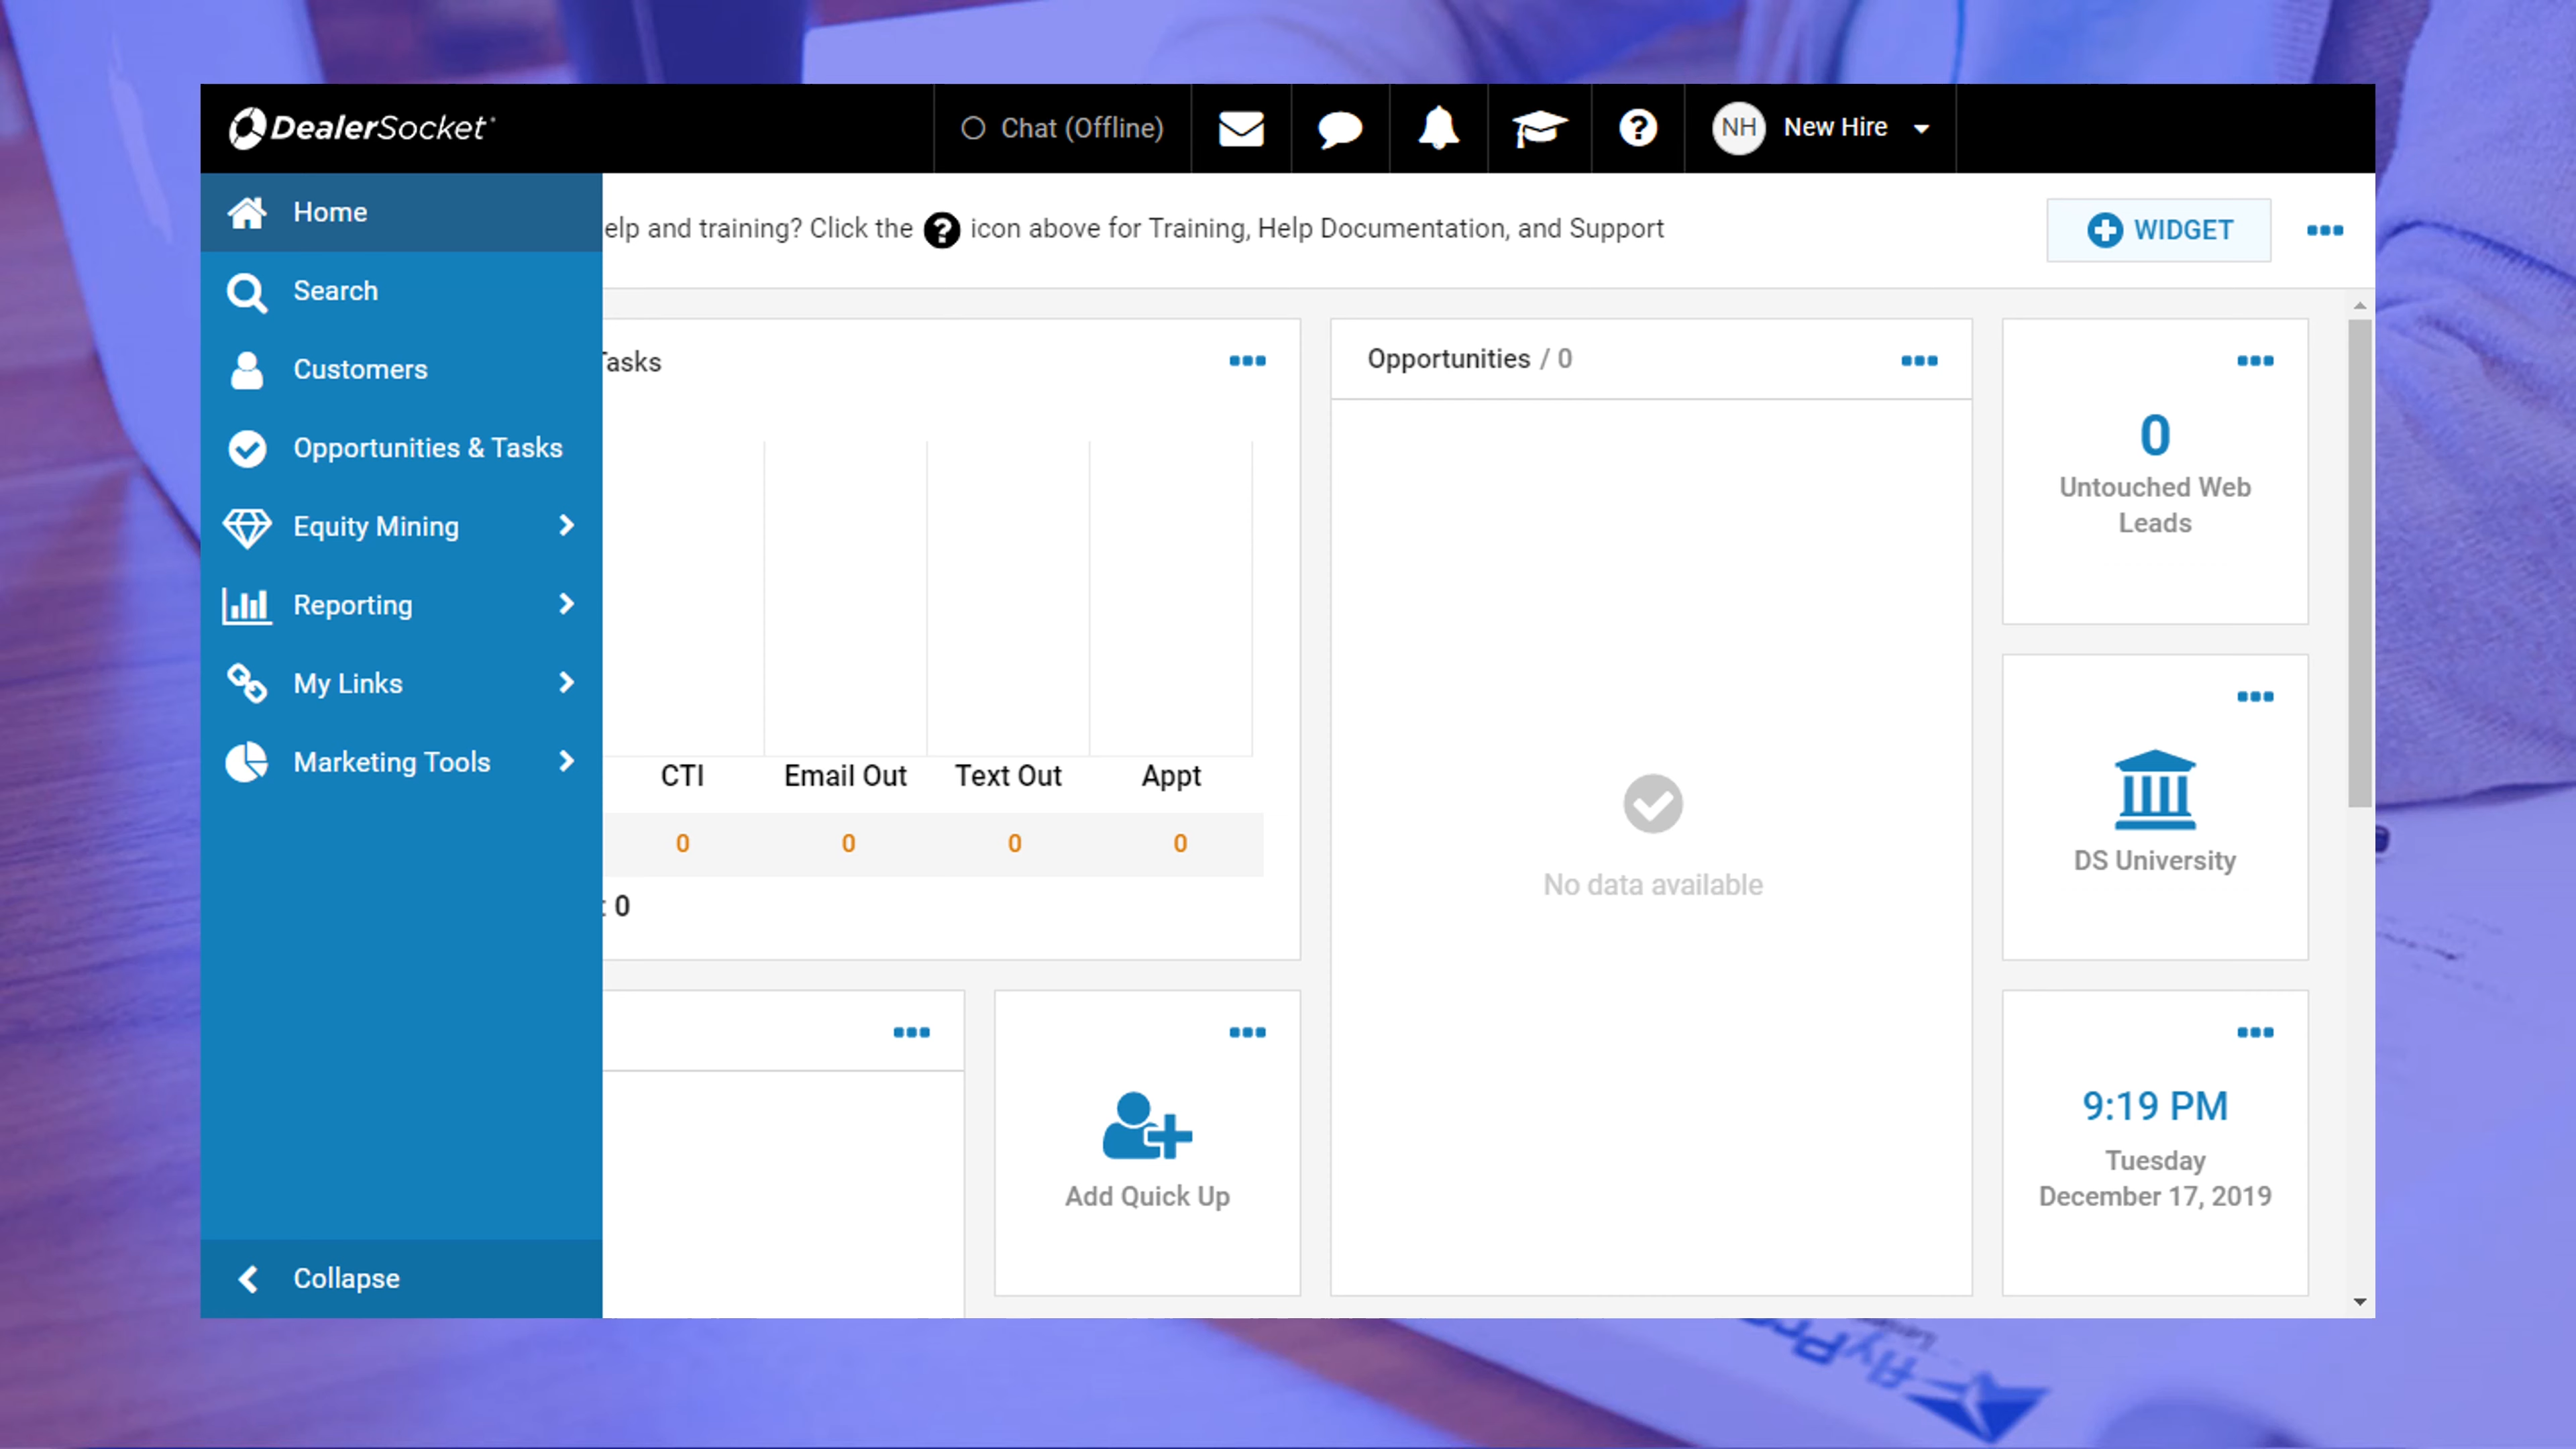 DealerSocket
Chat (Offline)
NH
New Hire
Home
Search
Customers
Opportunities & Tasks
Equity Mining
Reporting
My Links
Marketing Tools
Collapse
elp and training? Click the ? icon above for Training, Help Documentation, and Support
WIDGET
Tasks
CTI Email Out Text Out Appt
0 0 0 0
: 0
Opportunities / 0
No data available
0
Untouched Web
Leads
DS University
Add Quick Up
9:19 PM
Tuesday
December 17, 2019